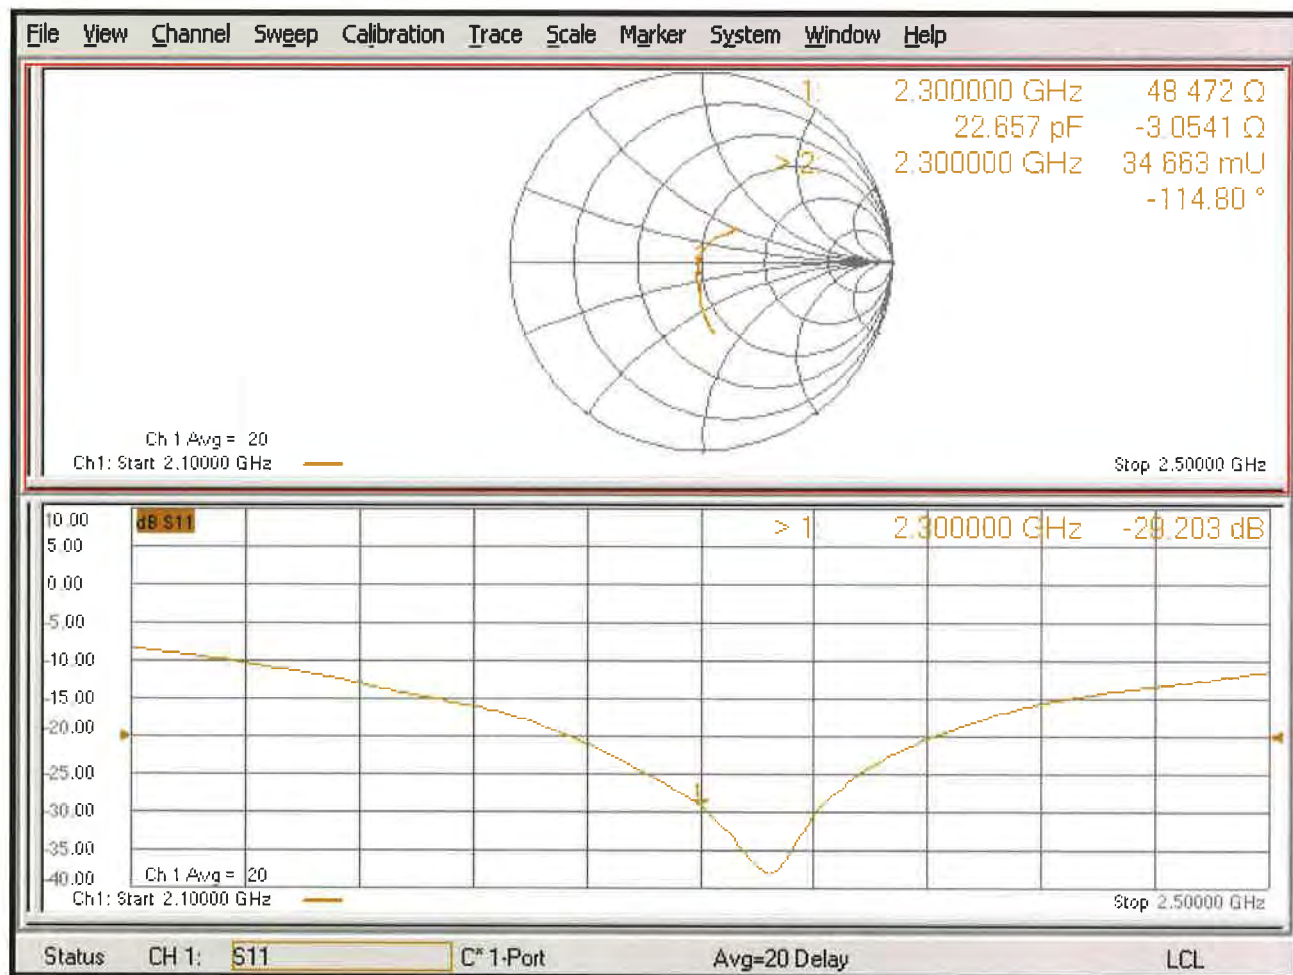 File View Channel Sweep Calibration Trace Scale Marker System Window Help
1: 2.300000 GHz 48.472 Ω
22.657 pF -3.0541 Ω
> 2: 2.300000 GHz 34.663 mU
-114.80 °
Ch 1 Avg = 20
Ch1: Start 2.10000 GHz
Stop 2.50000 GHz
dB S11
> 1: 2.300000 GHz -29.203 dB
10.00
5.00
0.00
-5.00
-10.00
-15.00
-20.00
-25.00
-30.00
-35.00
-40.00
1
Ch 1 Avg = 20
Ch1: Start 2.10000 GHz
Stop 2.50000 GHz
Status CH 1: S11 C* 1-Port Avg=20 Delay LCL